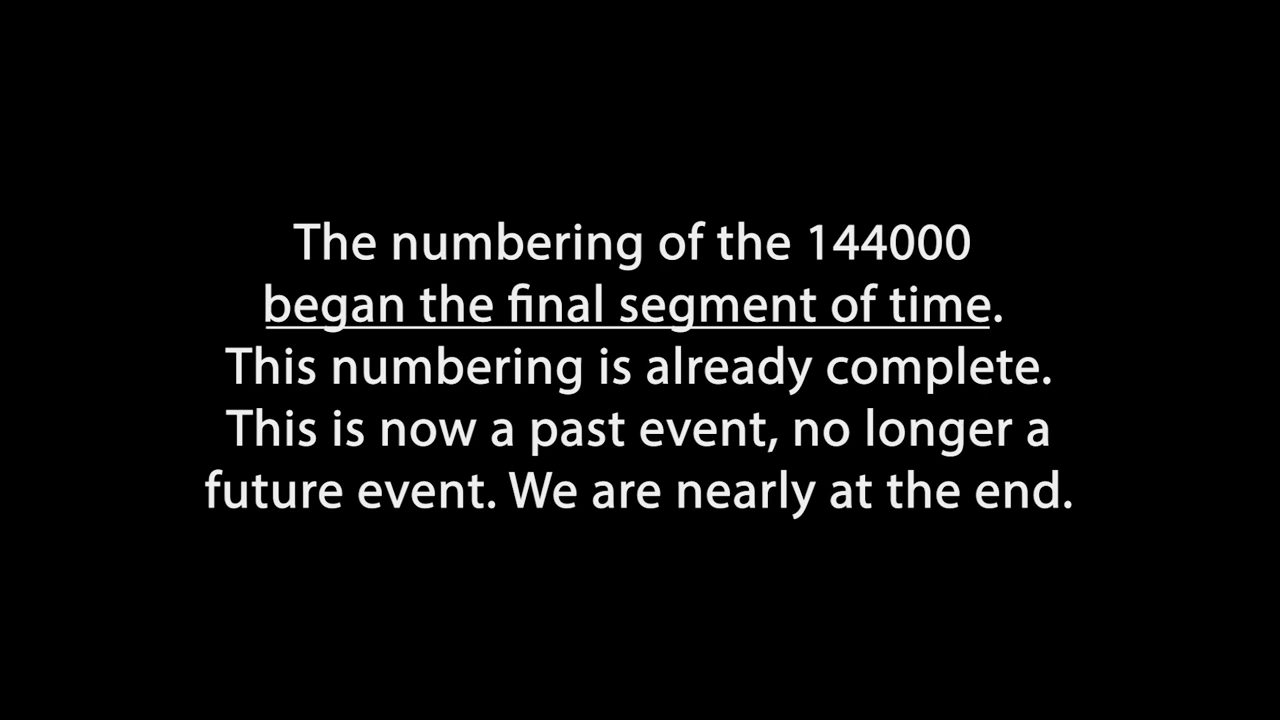 The numbering of the 144000
began the final segment of time.
This numbering is already complete.
This is now a past event, no longer a
future event. We are nearly at the end.